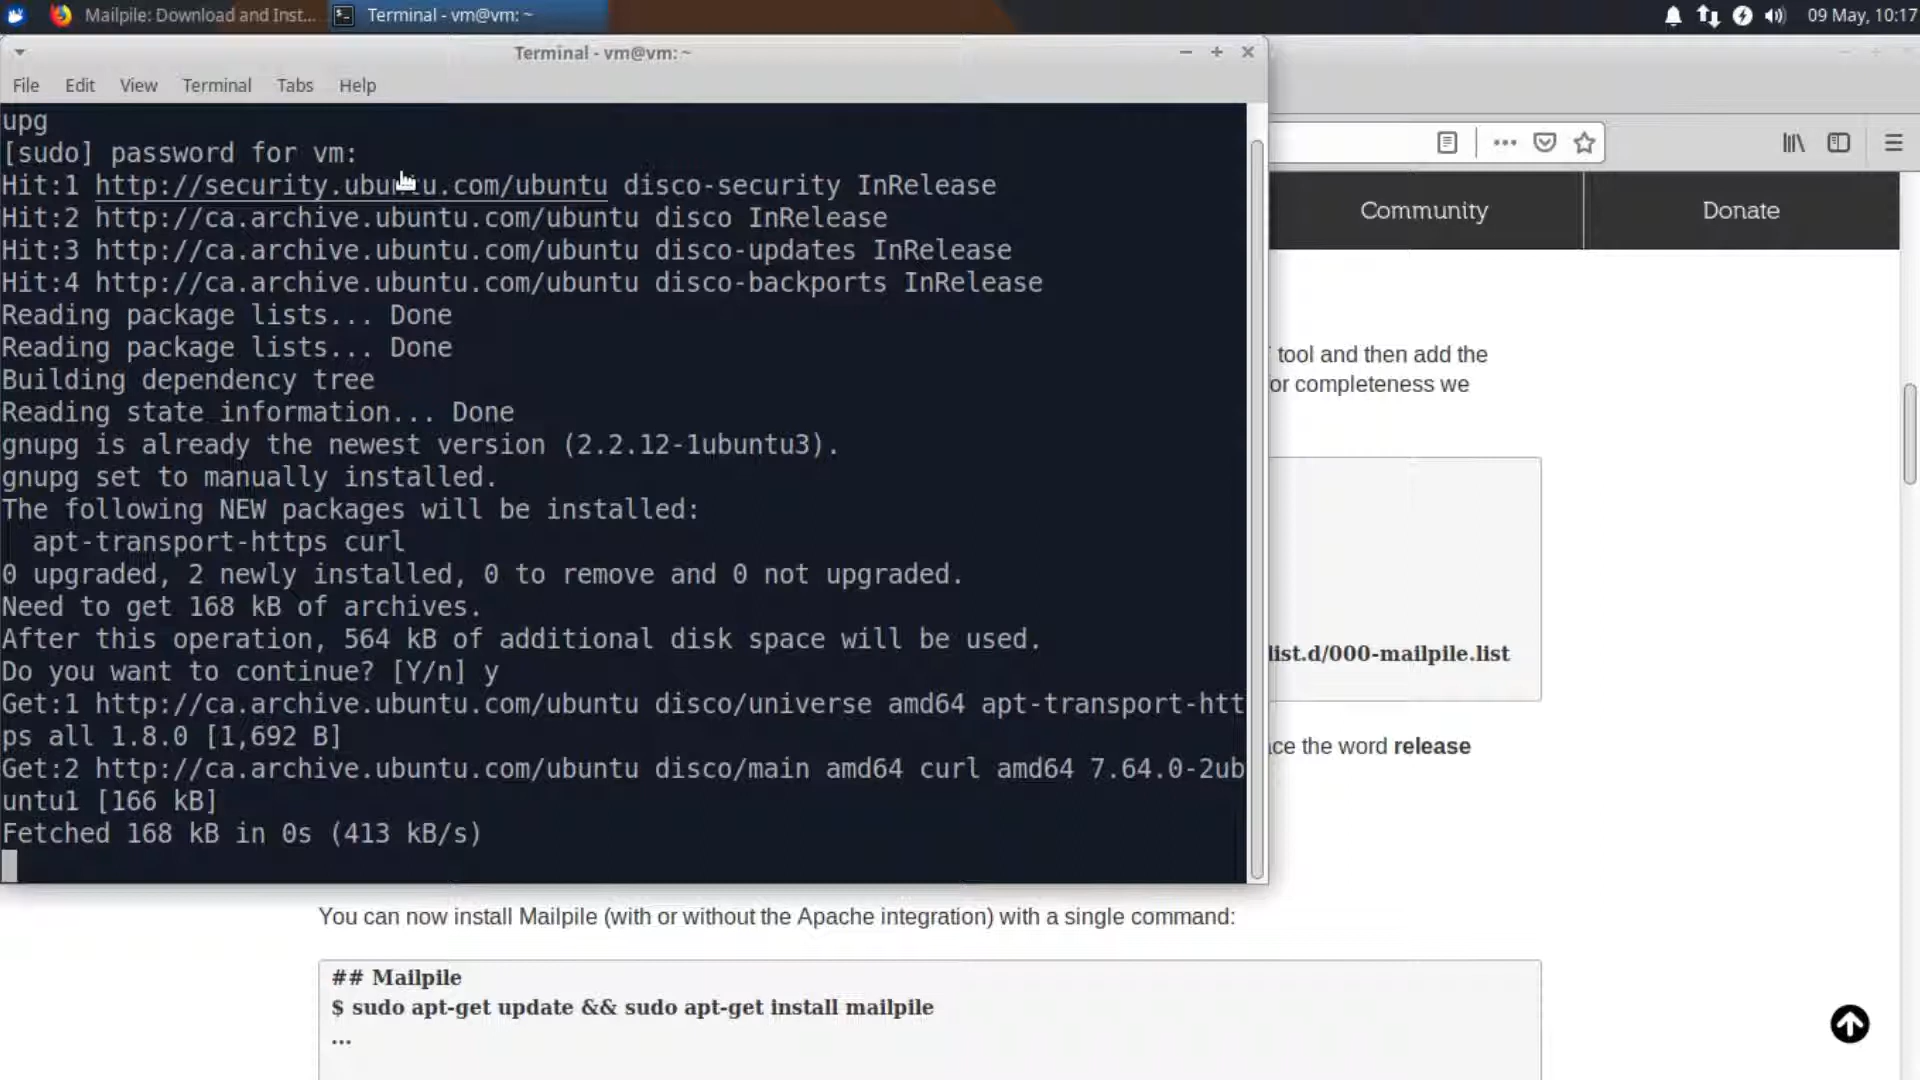 Mailpile: Download and Inst...
Terminal - vm@vm: ~
09 May, 10:17
Terminal - vm@vm: ~
File Edit View Terminal Tabs Help
upg
[sudo] password for vm:
Hit:1 http://security.ubuntu.com/ubuntu disco-security InRelease
Hit:2 http://ca.archive.ubuntu.com/ubuntu disco InRelease
Hit:3 http://ca.archive.ubuntu.com/ubuntu disco-updates InRelease
Hit:4 http://ca.archive.ubuntu.com/ubuntu disco-backports InRelease
Reading package lists... Done
Reading package lists... Done
Building dependency tree
Reading state information... Done
gnupg is already the newest version (2.2.12-1ubuntu3).
gnupg set to manually installed.
The following NEW packages will be installed:
apt-transport-https curl
0 upgraded, 2 newly installed, 0 to remove and 0 not upgraded.
Need to get 168 kB of archives.
After this operation, 564 kB of additional disk space will be used.
Do you want to continue? [Y/n] y
Get:1 http://ca.archive.ubuntu.com/ubuntu disco/universe amd64 apt-transport-htt
ps all 1.8.0 [1,692 B]
Get:2 http://ca.archive.ubuntu.com/ubuntu disco/main amd64 curl amd64 7.64.0-2ub
untu1 [166 kB]
Fetched 168 kB in 0s (413 kB/s)
Community
Donate
tool and then add the
or completeness we
list.d/000-mailpile.list
ce the word release
You can now install Mailpile (with or without the Apache integration) with a single command:
## Mailpile
$ sudo apt-get update && sudo apt-get install mailpile
...